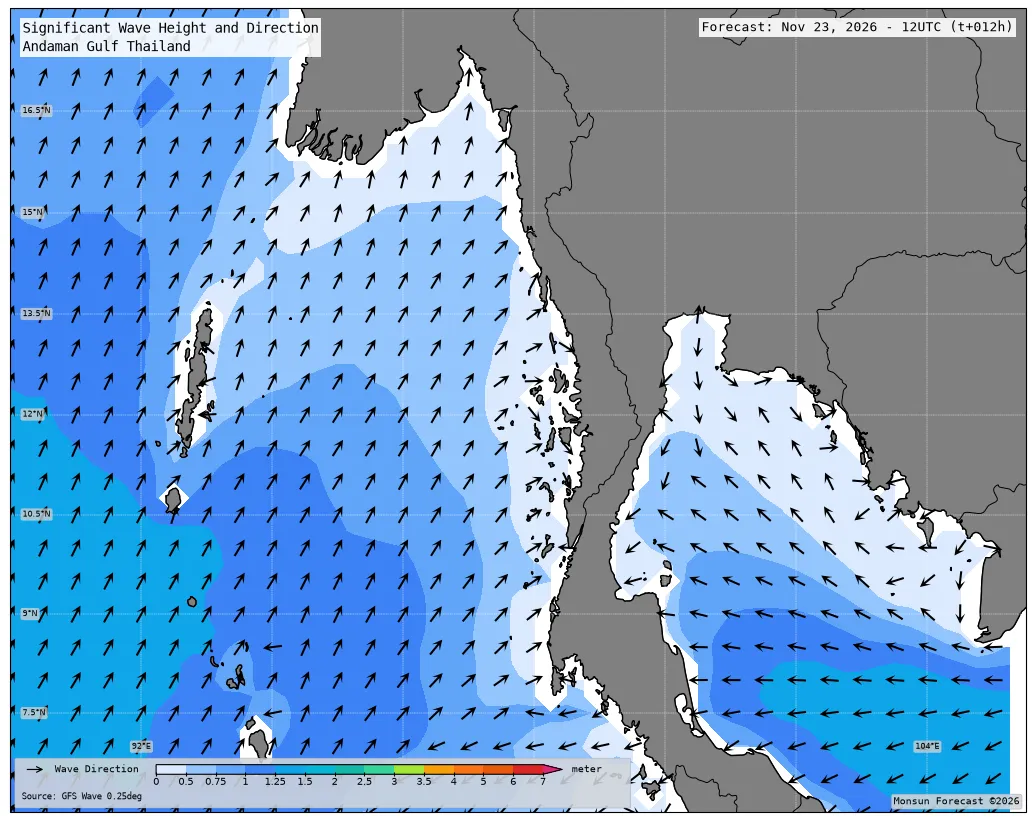 Significant Wave Height and Direction
Andaman Gulf Thailand
Forecast: Nov 23, 2026 - 12UTC (t+012h)
16.5°N
15°N
13.5°N
12°N
10.5°N
9°N
7.5°N
92°E
104°E
Wave Direction
0 0.5 0.75 1 1.25 1.5 2 2.5 3 3.5 4 5 6 7 meter
Source: GFS Wave 0.25deg
Monsun Forecast ©2026